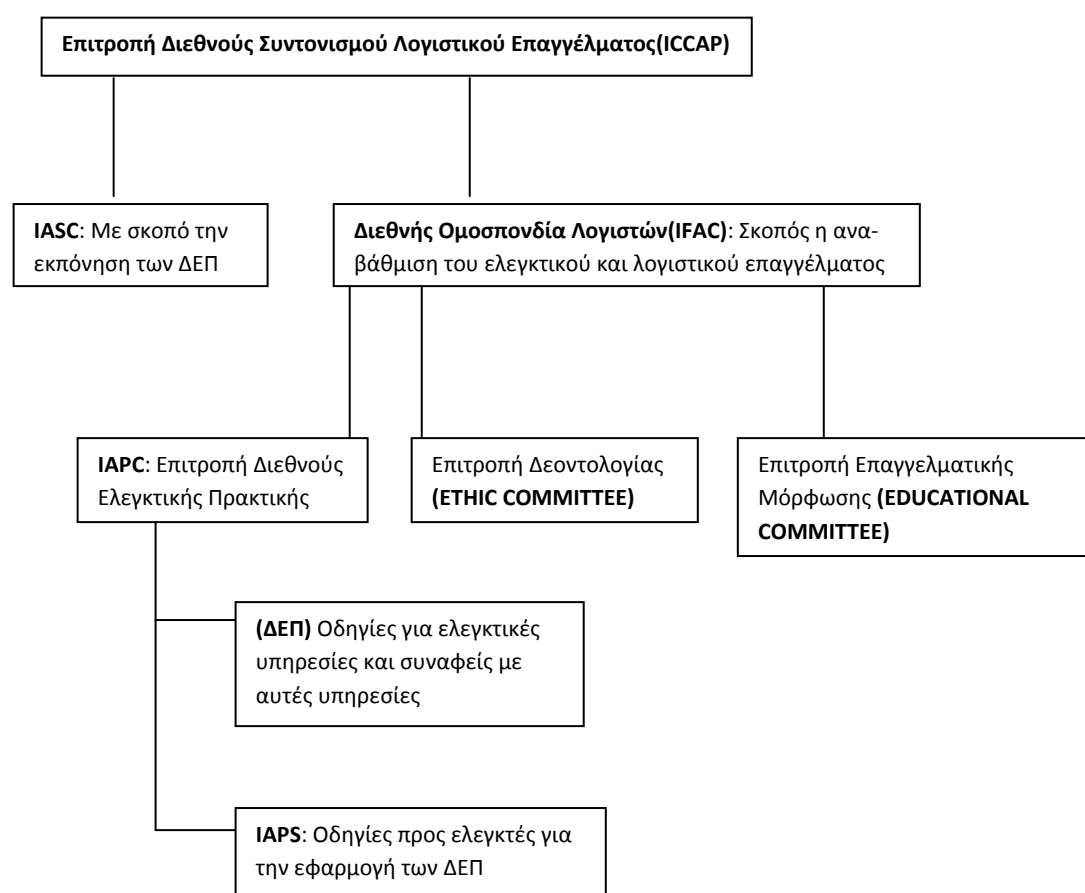 Επιτροπή Διεθνούς Συντονισμού Λογιστικού Επαγγέλματος(ICCAP)
IASC: Με σκοπό την
εκπόνηση των ΔΕΠ
Διεθνής Ομοσπονδία Λογιστών(IFAC): Σκοπός η ανα-
βάθμιση του ελεγκτικού και λογιστικού επαγγέλματος
IAPC: Επιτροπή Διεθνούς
Ελεγκτικής Πρακτικής
Επιτροπή Δεοντολογίας
(ETHIC COMMITTEE)
Επιτροπή Επαγγελματικής
Μόρφωσης (EDUCATIONAL
COMMITTEE)
(ΔΕΠ) Οδηγίες για ελεγκτικές
υπηρεσίες και συναφείς με
αυτές υπηρεσίες
IAPS: Οδηγίες προς ελεγκτές για
την εφαρμογή των ΔΕΠ